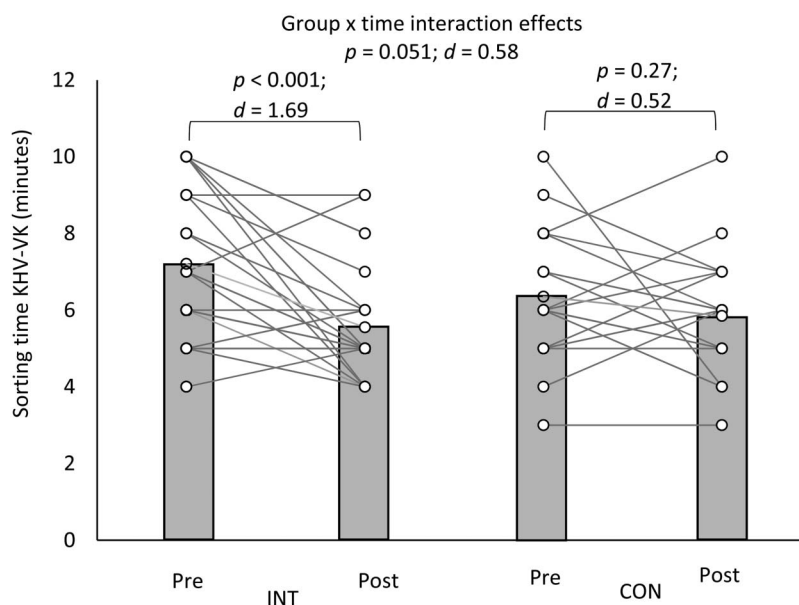 Group x time interaction effects
p = 0.051; d = 0.58
p < 0.001;
d = 1.69
p = 0.27;
d = 0.52
Sorting time KHV-VK (minutes)
12
10
8
6
4
2
0
Pre
Post
Pre
Post
INT
CON